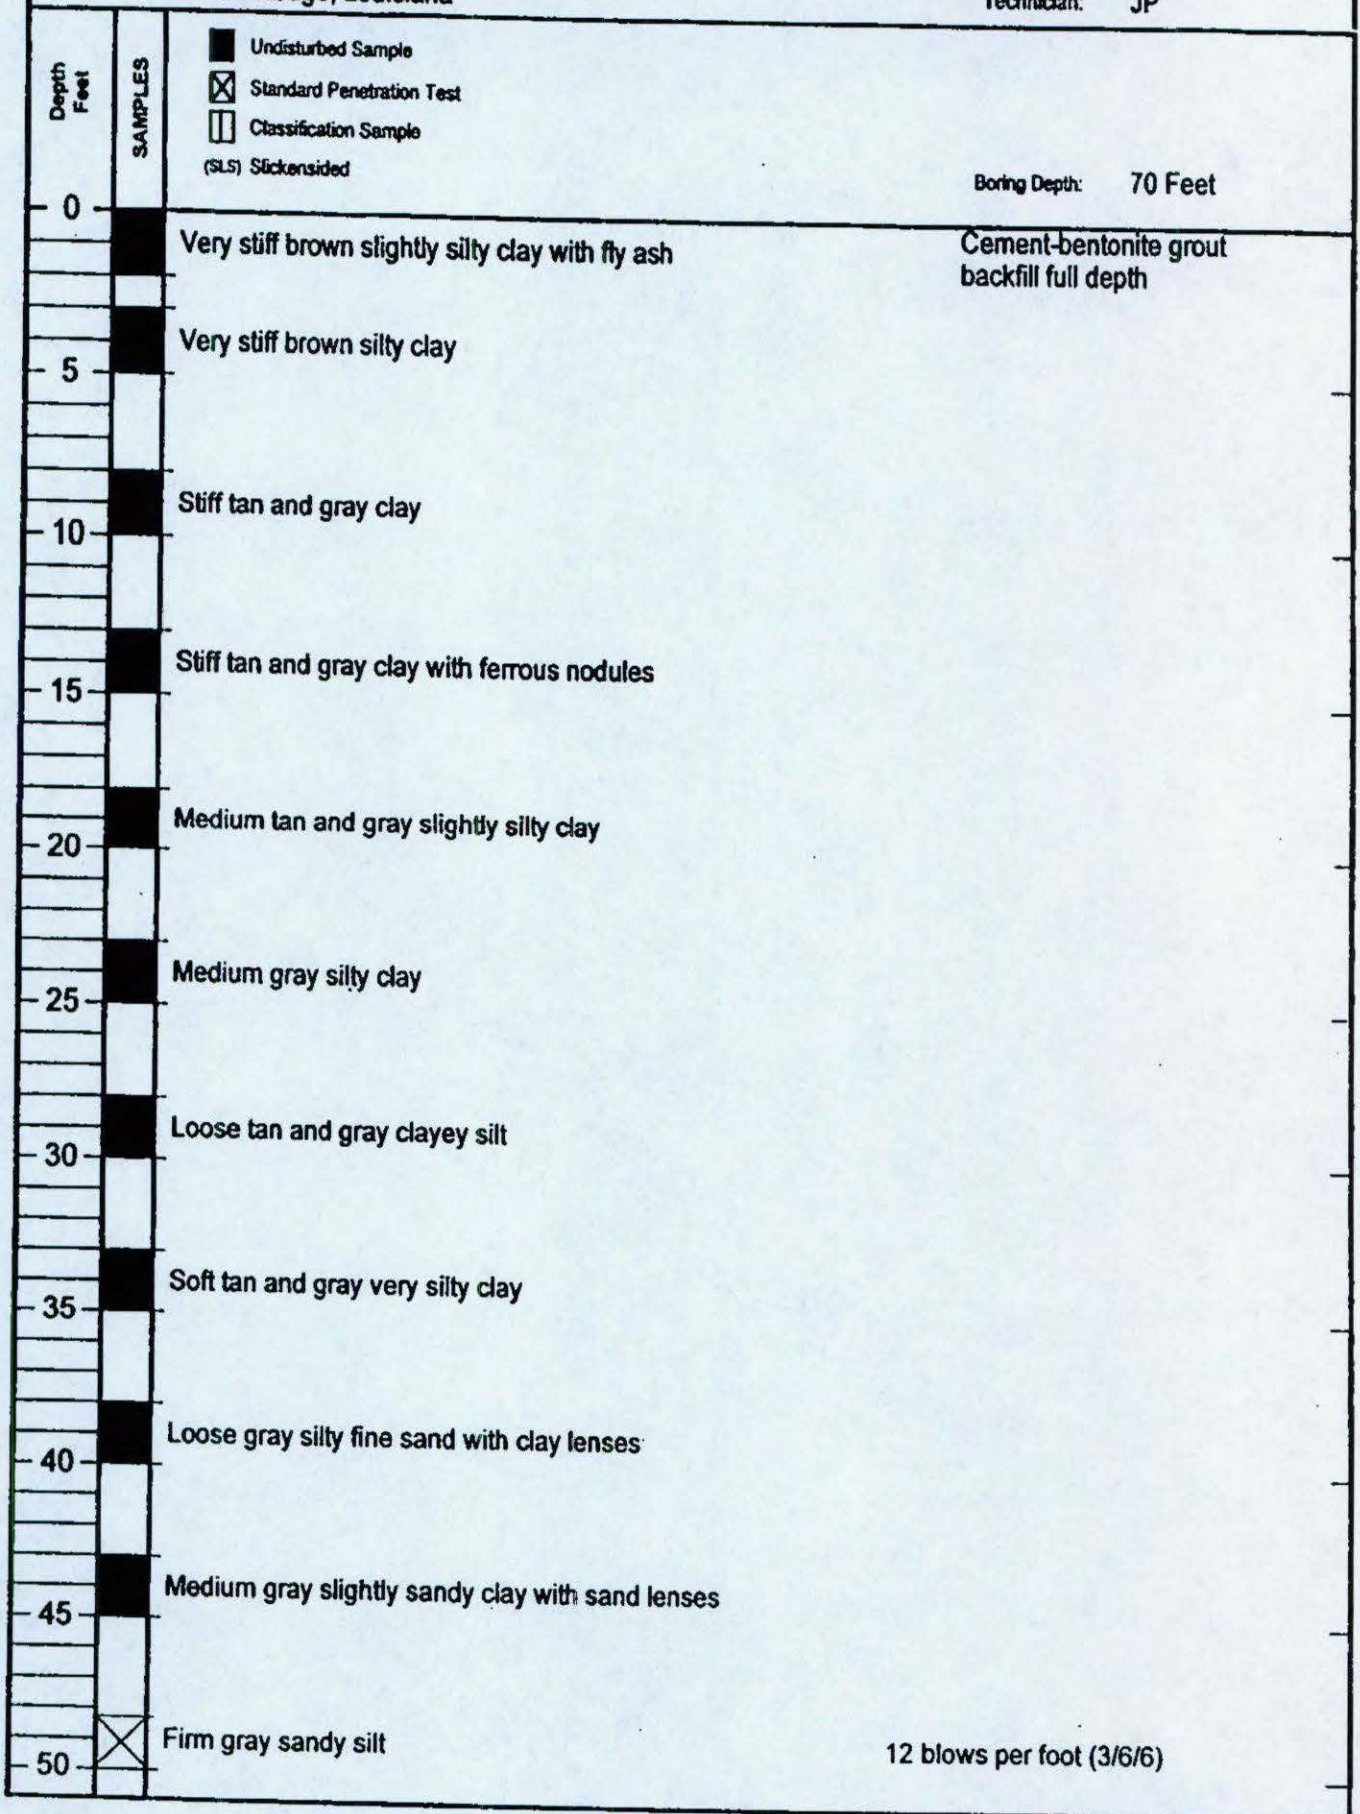 Technician: JP
Depth Feet
SAMPLES
Undisturbed Sample
Standard Penetration Test
Classification Sample
(SLS) Slickensided
Boring Depth: 70 Feet
0
Very stiff brown slightly silty clay with fly ash
Cement-bentonite grout
backfill full depth
Very stiff brown silty clay
5
Stiff tan and gray clay
10
Stiff tan and gray clay with ferrous nodules
15
Medium tan and gray slightly silty clay
20
Medium gray silty clay
25
Loose tan and gray clayey silt
30
Soft tan and gray very silty clay
35
Loose gray silty fine sand with clay lenses
40
Medium gray slightly sandy clay with sand lenses
45
Firm gray sandy silt
12 blows per foot (3/6/6)
50